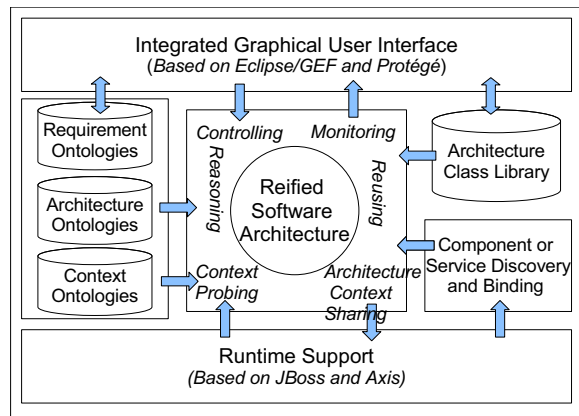 Integrated Graphical User Interface
(Based on Eclipse/GEF and Protégé)
Requirement
Ontologies
Architecture
Ontologies
Context
Ontologies
Controlling
Monitoring
Reasoning
Reusing
Reified
Software
Architecture
Context
Probing
Architecture
Context
Sharing
Architecture
Class Library
Component or
Service Discovery
and Binding
Runtime Support
(Based on JBoss and Axis)